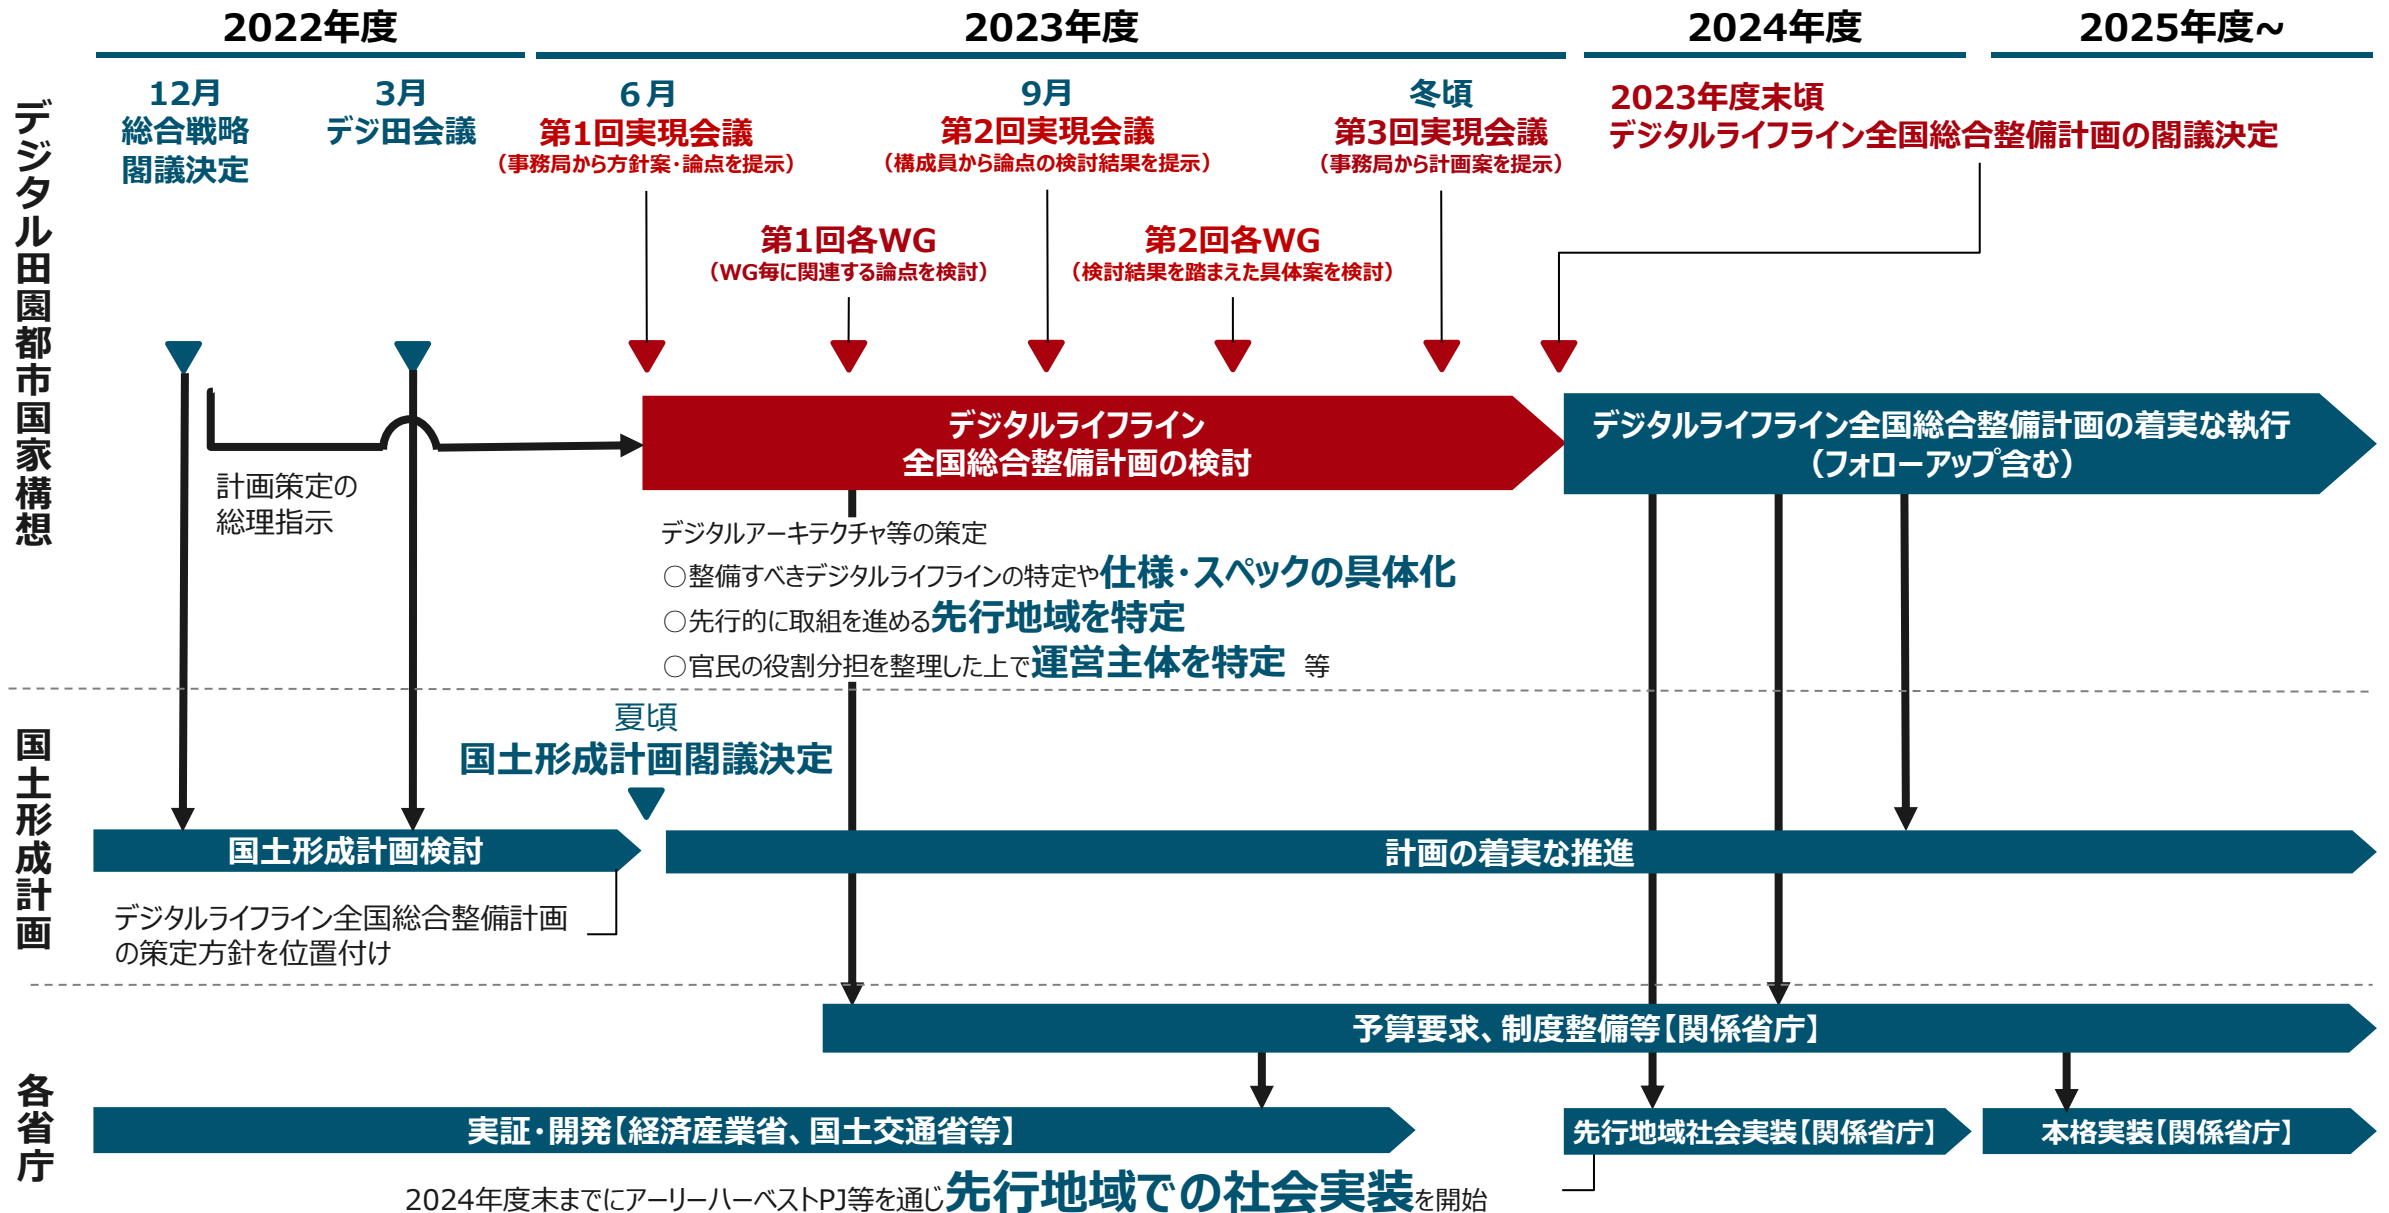 2022年度
2023年度
2024年度
2025年度~
デジタル田園都市国家構想
12月
総合戦略
閣議決定
3月
デジ田会議
６月
第1回実現会議
（事務局から方針案・論点を提示）
9月
第2回実現会議
（構成員から論点の検討結果を提示）
冬頃
第3回実現会議
（事務局から計画案を提示）
2023年度末頃
デジタルライフライン全国総合整備計画の閣議決定
第1回各WG
（WG毎に関連する論点を検討）
第2回各WG
（検討結果を踏まえた具体案を検討）
デジタルライフライン
全国総合整備計画の検討
デジタルライフライン全国総合整備計画の着実な執行
（フォローアップ含む）
計画策定の
総理指示
デジタルアーキテクチャ等の策定
○整備すべきデジタルライフラインの特定や仕様・スペックの具体化
○先行的に取組を進める先行地域を特定
○官民の役割分担を整理した上で運営主体を特定 等
国土形成計画
夏頃
国土形成計画閣議決定
国土形成計画検討
計画の着実な推進
デジタルライフライン全国総合整備計画
の策定方針を位置付け
各省庁
予算要求、制度整備等【関係省庁】
実証・開発【経済産業省、国土交通省等】
先行地域社会実装【関係省庁】
本格実装【関係省庁】
2024年度末までにアーリーハーベストPJ等を通じ先行地域での社会実装を開始